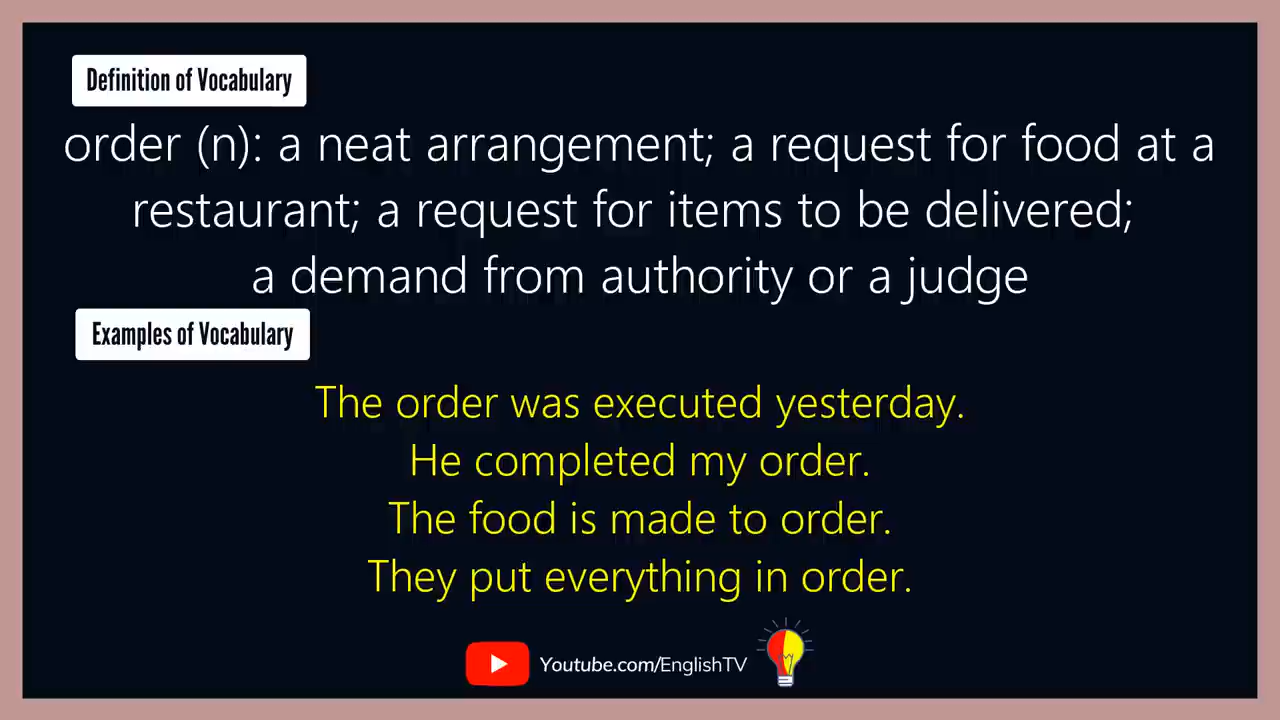 Definition of Vocabulary
order (n): a neat arrangement; a request for food at a
restaurant; a request for items to be delivered;
a demand from authority or a judge
Examples of Vocabulary
The order was executed yesterday.
He completed my order.
The food is made to order.
They put everything in order.
Youtube.com/EnglishTV